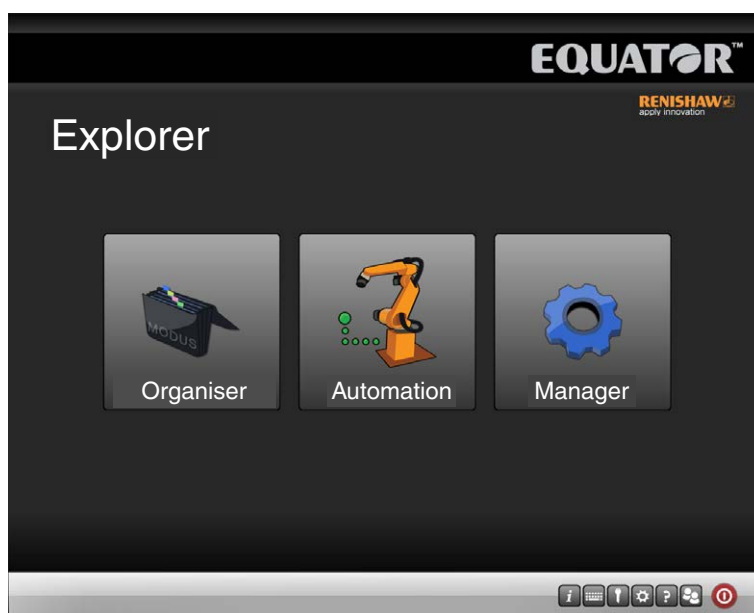 EQUATOR™
RENISHAW
apply innovation
Explorer
MODUS
Organiser
Automation
Manager
i
?